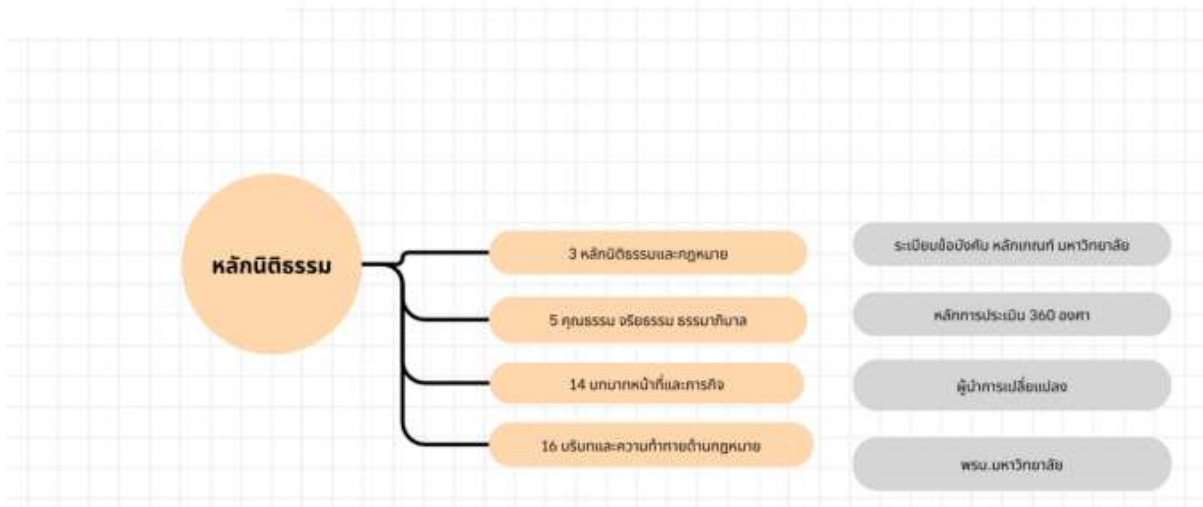 หลักนิติธรรม
3 หลักนิติธรรมและกฎหมาย
5 คุณธรรม จริยธรรม ธรรมาภิบาล
14 บทบาทหน้าที่และภารกิจ
16 บริบทและความท้าทายด้านกฎหมาย
ระเบียบข้อบังคับ หลักเกณฑ์ มหาวิทยาลัย
หลักการประเมิน 360 องศา
ผู้นำการเปลี่ยแปลง
พรบ.มหาวิทยาลัย